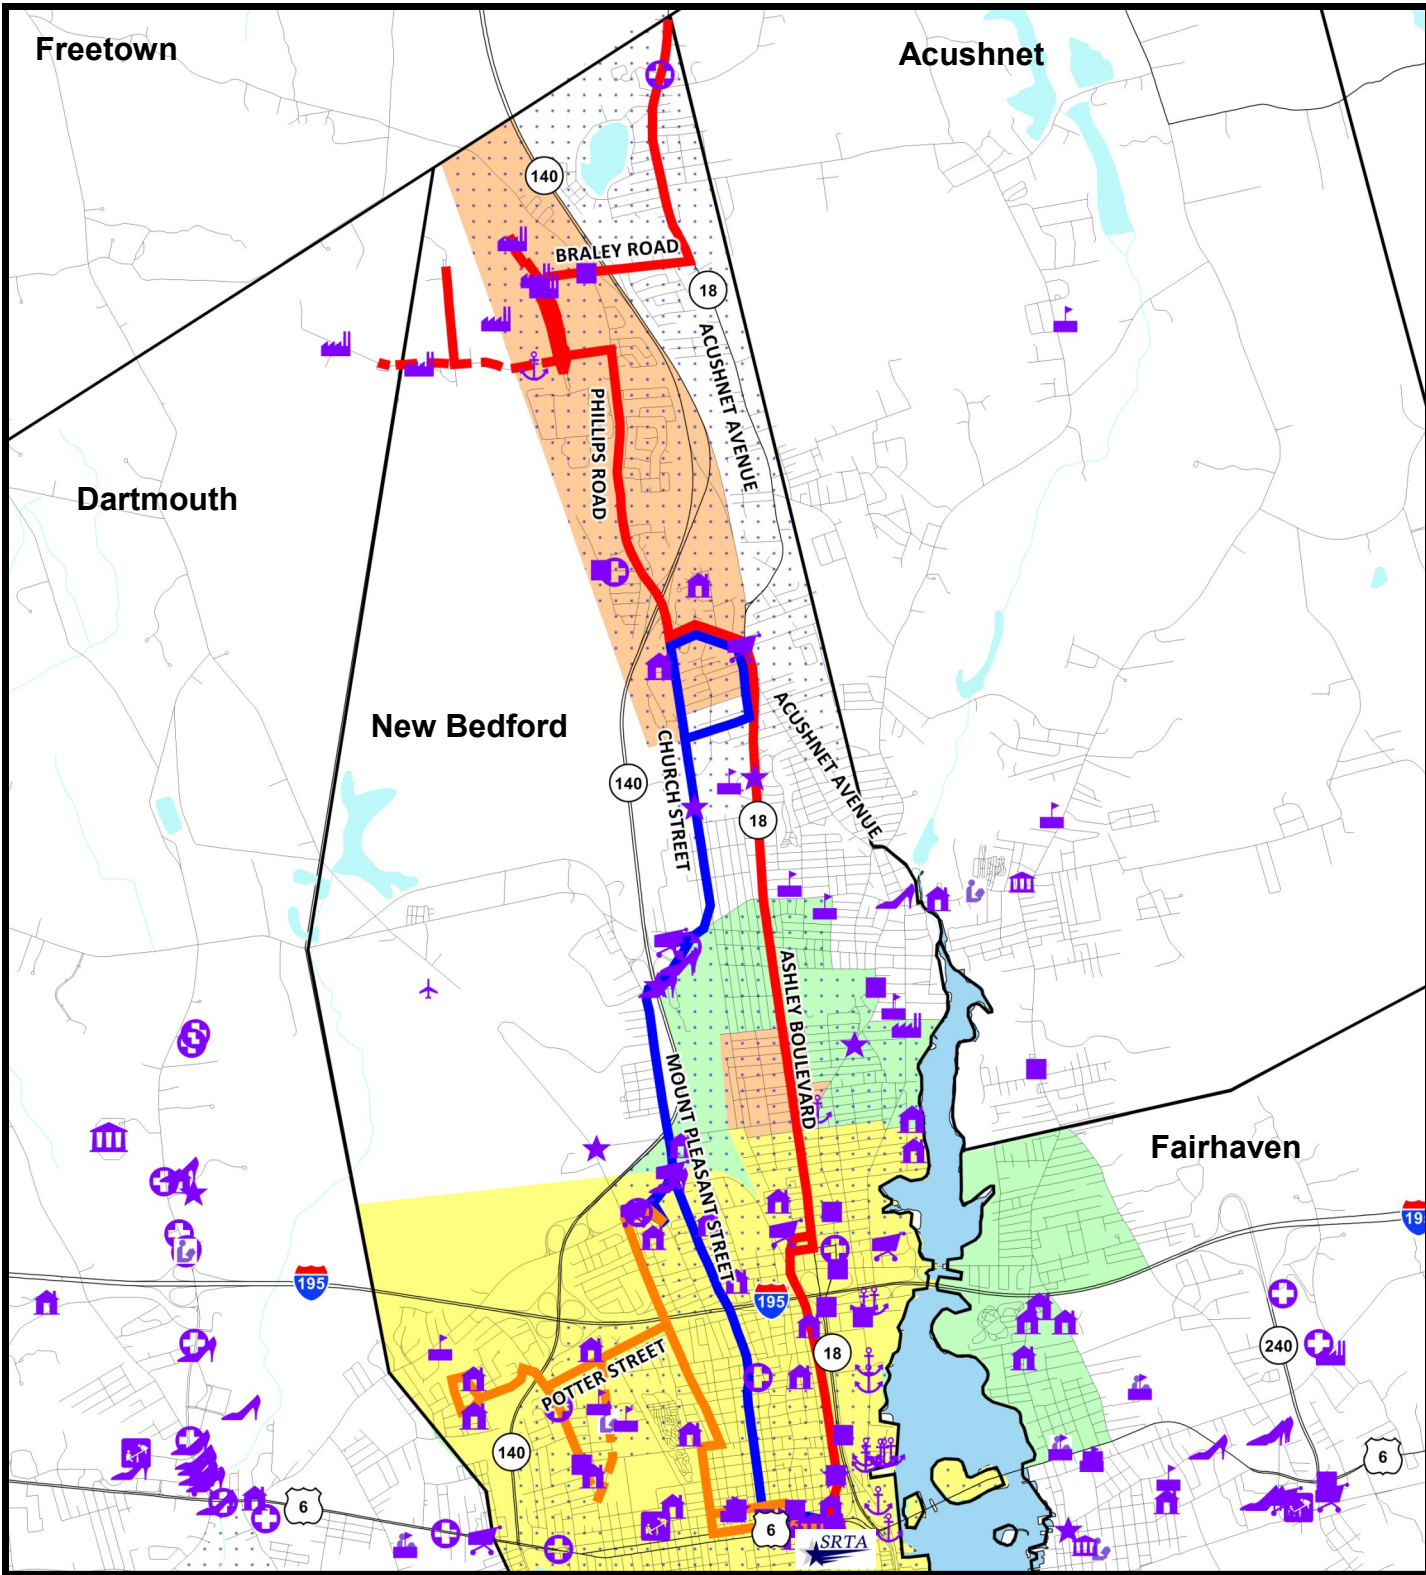 Freetown
Acushnet
140
BRALEY ROAD
18
ACUSHNET AVENUE
PHILLIPS ROAD
Dartmouth
New Bedford
ACUSHNET AVENUE
CHURCH STREET
140
18
ASHLEY BOULEVARD
MOUNT PLEASANT STREET
Fairhaven
195
195
195
18
240
POTTER STREET
140
6
6
6
SRTA